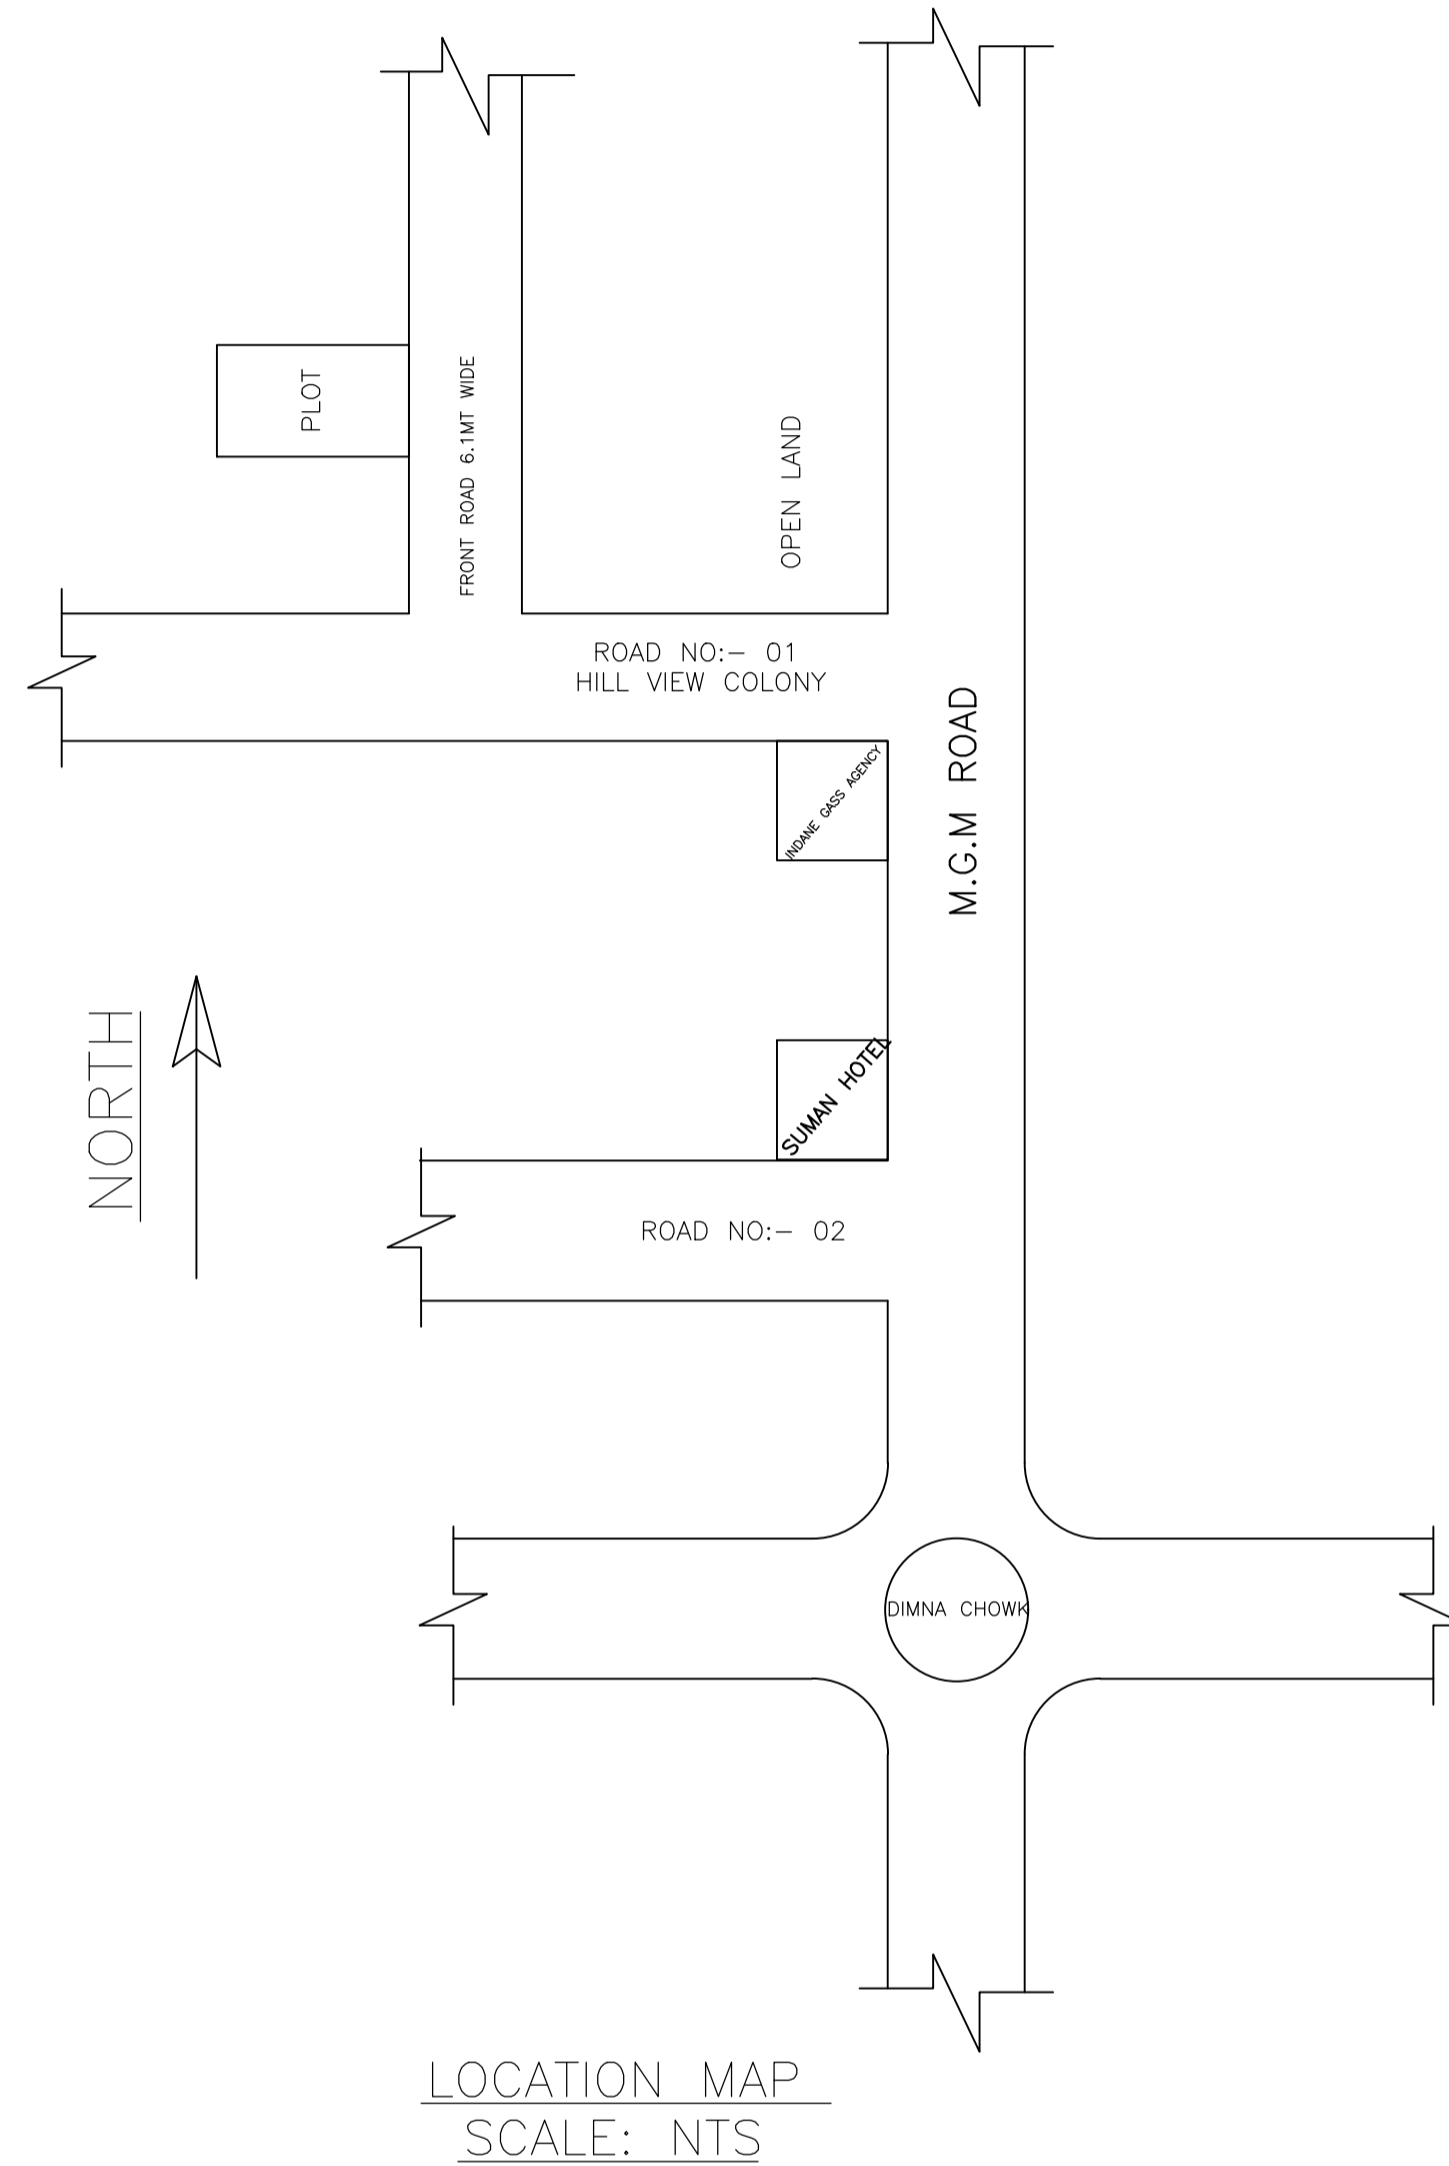 PLOT
FRONT ROAD 6.1MT WIDE
OPEN LAND
ROAD NO:- 01
HILL VIEW COLONY
M.G.M ROAD
INDANE GASS AGENCY
NORTH
SUMAN HOTEL
ROAD NO:- 02
DIMNA CHOWK
LOCATION MAP
SCALE: NTS